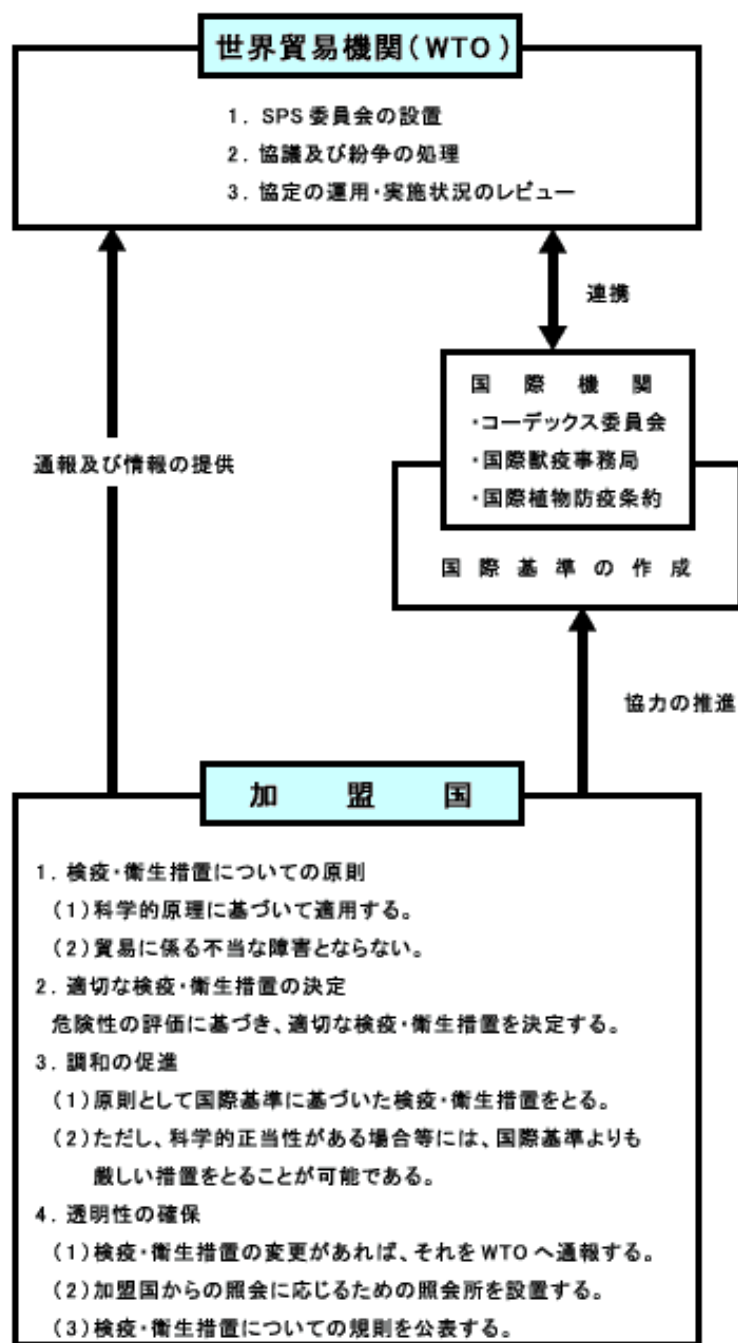 世界貿易機関(WTO)
1. SPS委員会の設置
2. 協議及び紛争の処理
3. 協定の運用・実施状況のレビュー
連携
国際機関
・コーデックス委員会
・国際獣疫事務局
・国際植物防疫条約
通報及び情報の提供
国際基準の作成
協力の推進
加盟国
1. 検疫・衛生措置についての原則
(1)科学的原理に基づいて適用する。
(2)貿易に係る不当な障害とならない。
2. 適切な検疫・衛生措置の決定
危険性の評価に基づき、適切な検疫・衛生措置を決定する。
3. 調和の促進
(1)原則として国際基準に基づいた検疫・衛生措置をとる。
(2)ただし、科学的正当性がある場合等には、国際基準よりも
厳しい措置をとることが可能である。
4. 透明性の確保
(1)検疫・衛生措置の変更があれば、それをWTOへ通報する。
(2)加盟国からの照会に応じるための照会所を設置する。
(3)検疫・衛生措置についての規則を公表する。